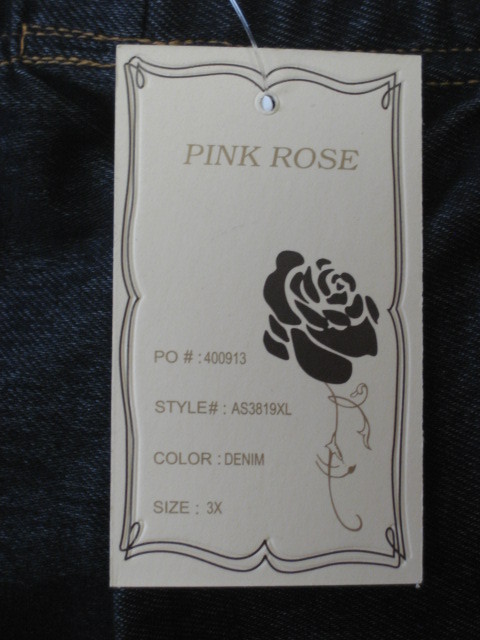 PINK ROSE
PO # : 400913
STYLE# : AS3819XL
COLOR : DENIM
SIZE : 3X